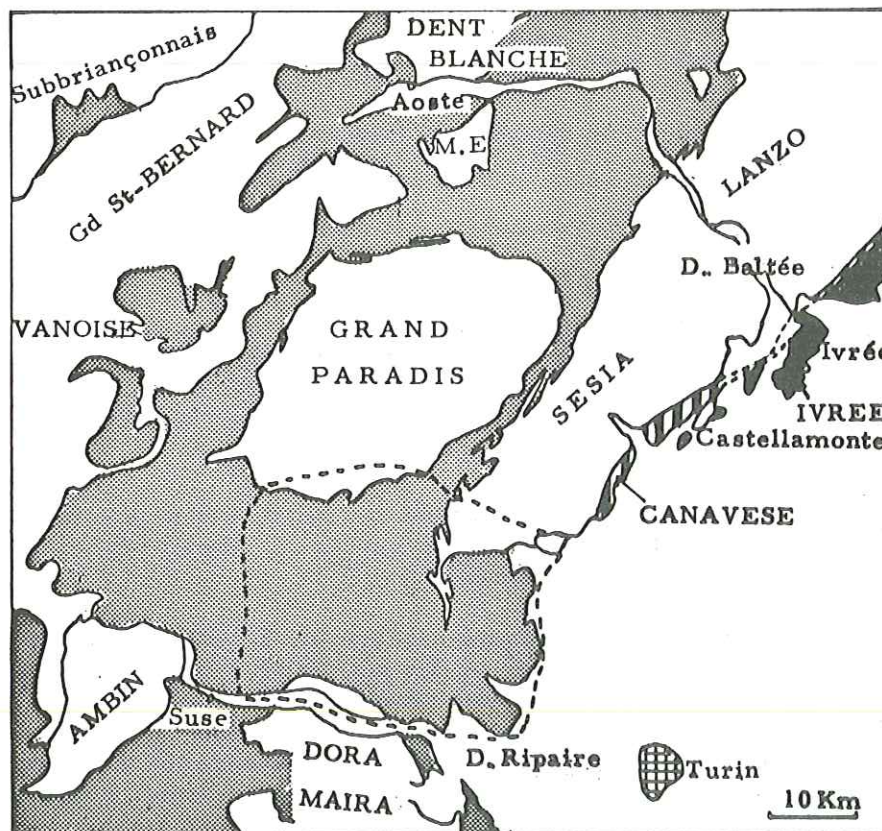 DENT
BLANCHE
Subbriançonnais
Aoste
M.E
Gd St-BERNARD
LANZO
D.. Baltée
VANOISE
GRAND
PARADIS
SESIA
Ivrée
IVREE
Castellamonte
CANAVESE
AMBIN
Suse
DORA
MAIRA
D.. Ripaire
Turin
10 Km